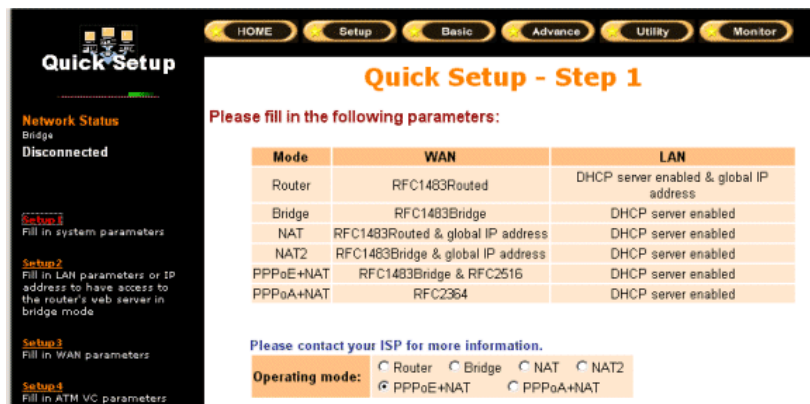 HOME Setup Basic Advance Utility Monitor
Quick Setup
Network Status
Bridge
Disconnected
Setup1
Fill in system parameters
Setup2
Fill in LAN parameters or IP
address to have access to
the router's web server in
bridge mode
Setup3
Fill in WAN parameters
Setup4
Fill in ATM VC parameters
Quick Setup - Step 1
Please fill in the following parameters:
Mode WAN LAN
Router RFC1483Routed DHCP server enabled & global IP
address
Bridge RFC1483Bridge DHCP server enabled
NAT RFC1483Routed & global IP address DHCP server enabled
NAT2 RFC1483Bridge & global IP address DHCP server enabled
PPPoE+NAT RFC1483Bridge & RFC2516 DHCP server enabled
PPPoA+NAT RFC2364 DHCP server enabled
Please contact your ISP for more information.
Operating mode: Router Bridge NAT NAT2
PPPoE+NAT PPPoA+NAT